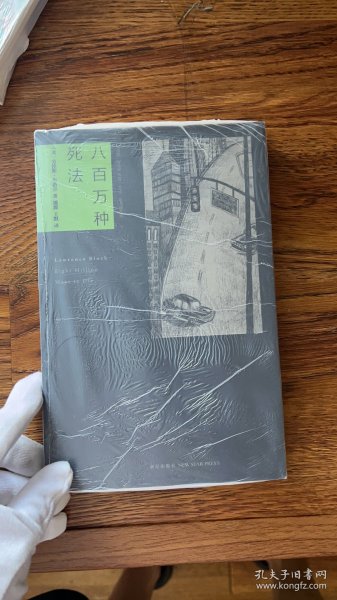 八百万种
死法
Lawrence Block
Eight Million
Ways to Die
新星出版社 NEW STAR PRESS
孔夫子旧书网
www.kongfz.com